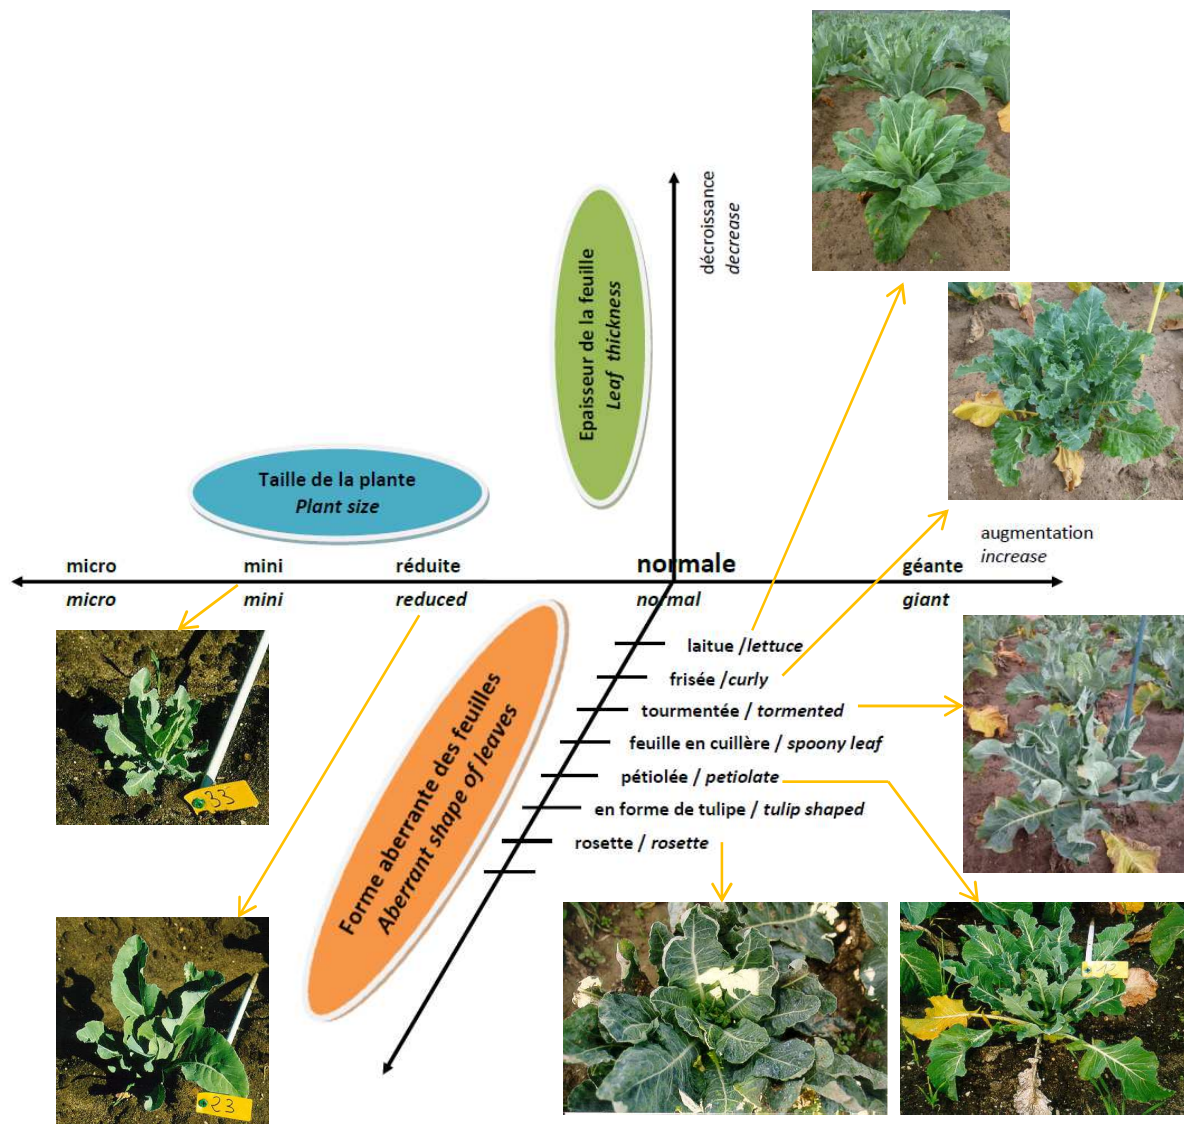 décroissance
decrease
Epaisseur de la feuille
Leaf thickness
Taille de la plante
Plant size
augmentation
increase
micro
mini
réduite
normale
géante
micro
mini
reduced
normal
giant
laitue /lettuce
frisée /curly
tourmentée / tormented
feuille en cuillère / spoony leaf
pétiolée / petiolate
en forme de tulipe / tulip shaped
rosette / rosette
Forme aberrante des feuilles
Aberrant shape of leaves
33
23